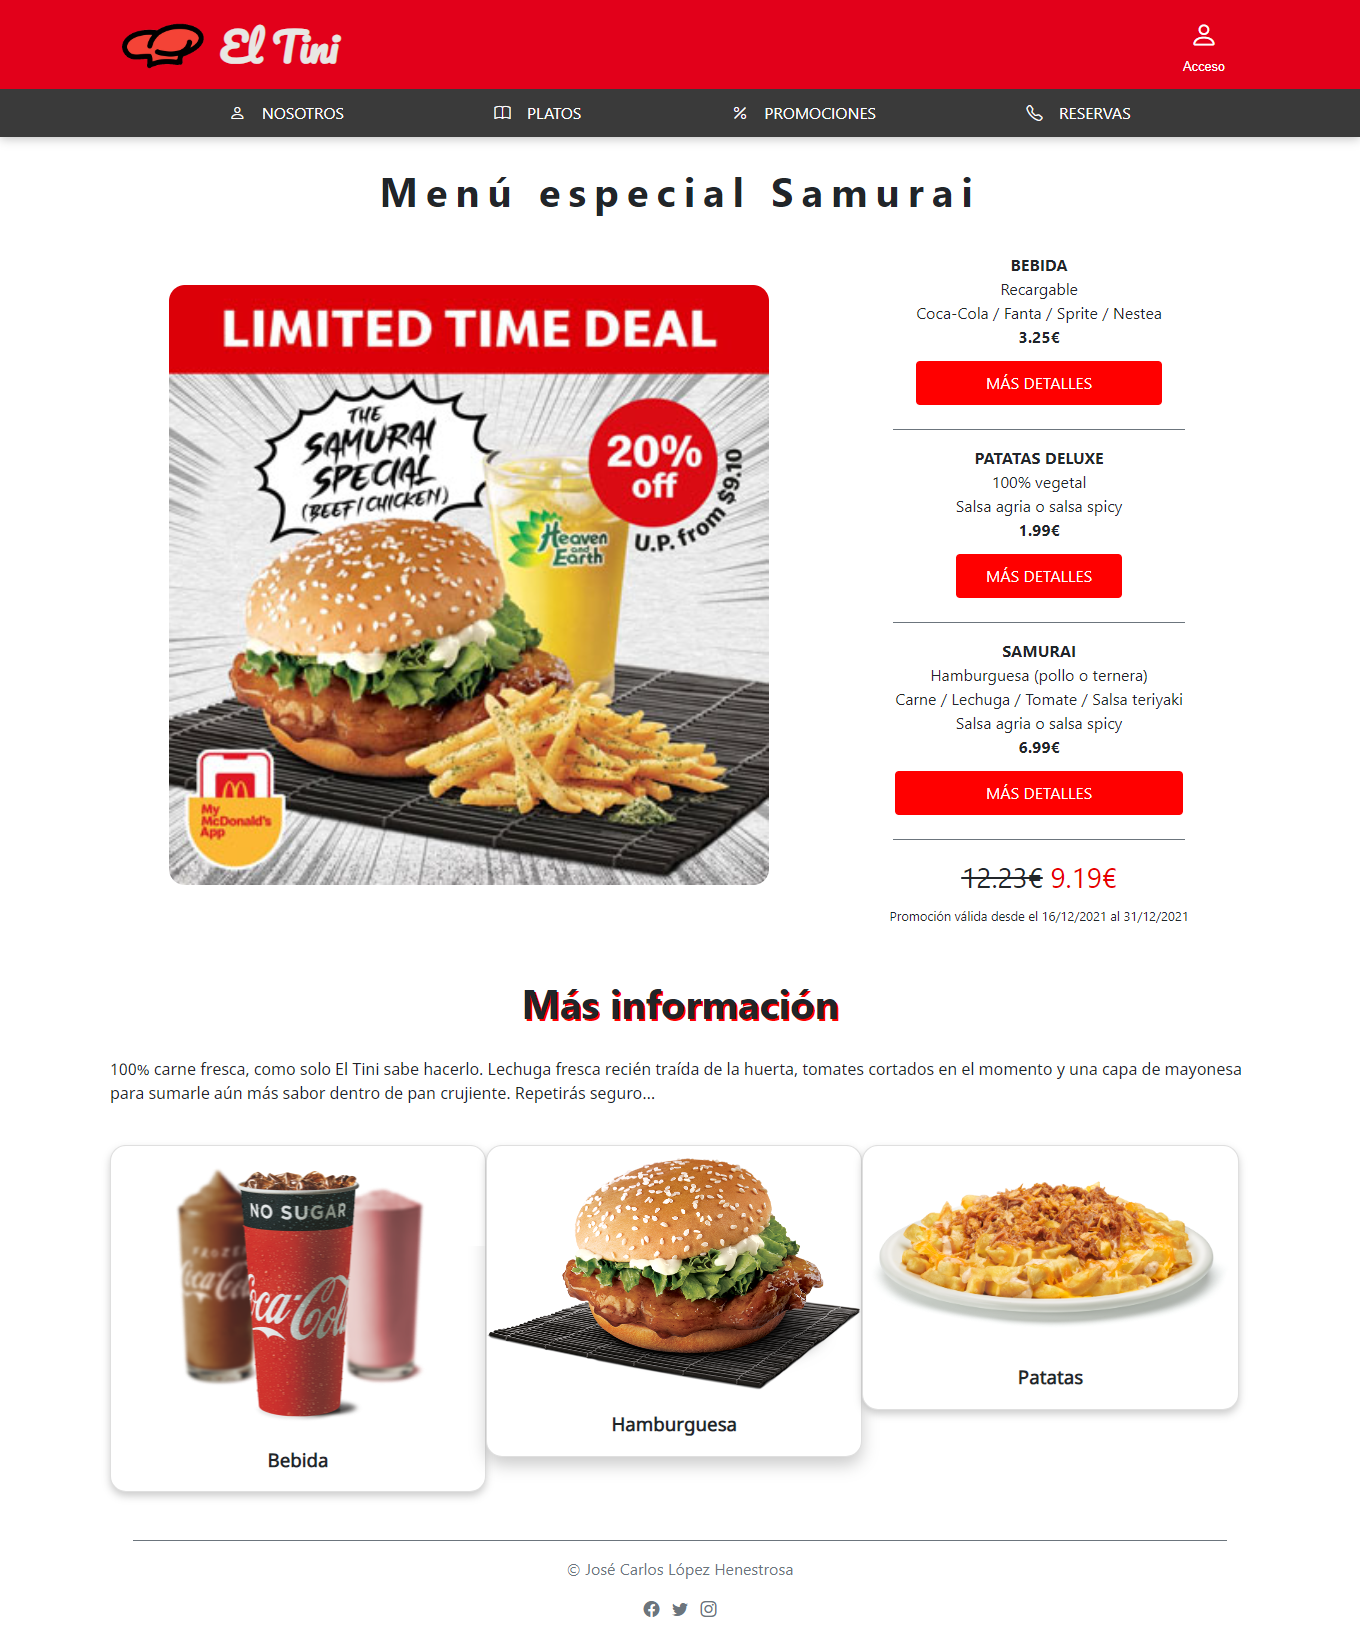 El Tini
Acceso
NOSOTROS
PLATOS
PROMOCIONES
RESERVAS
Menú especial Samurai
LIMITED TIME DEAL
THE
SAMURAI
SPECIAL
(BEEF/CHICKEN)
20%
off
U.P. from $9.10
Heaven
and
Earth
My
McDonald's
App
BEBIDA
Recargable
Coca-Cola / Fanta / Sprite / Nestea
3.25€
MÁS DETALLES
PATATAS DELUXE
100% vegetal
Salsa agria o salsa spicy
1.99€
MÁS DETALLES
SAMURAI
Hamburguesa (pollo o ternera)
Carne / Lechuga / Tomate / Salsa teriyaki
Salsa agria o salsa spicy
6.99€
MÁS DETALLES
12.23€ 9.19€
Promoción válida desde el 16/12/2021 al 31/12/2021
Más información
100% carne fresca, como solo El Tini sabe hacerlo. Lechuga fresca recién traída de la huerta, tomates cortados en el momento y una capa de mayonesa
para sumarle aún más sabor dentro de pan crujiente. Repetirás seguro...
NO SUGAR
FROZEN
Coca-Cola
Coca-Cola
Bebida
Hamburguesa
Patatas
© José Carlos López Henestrosa